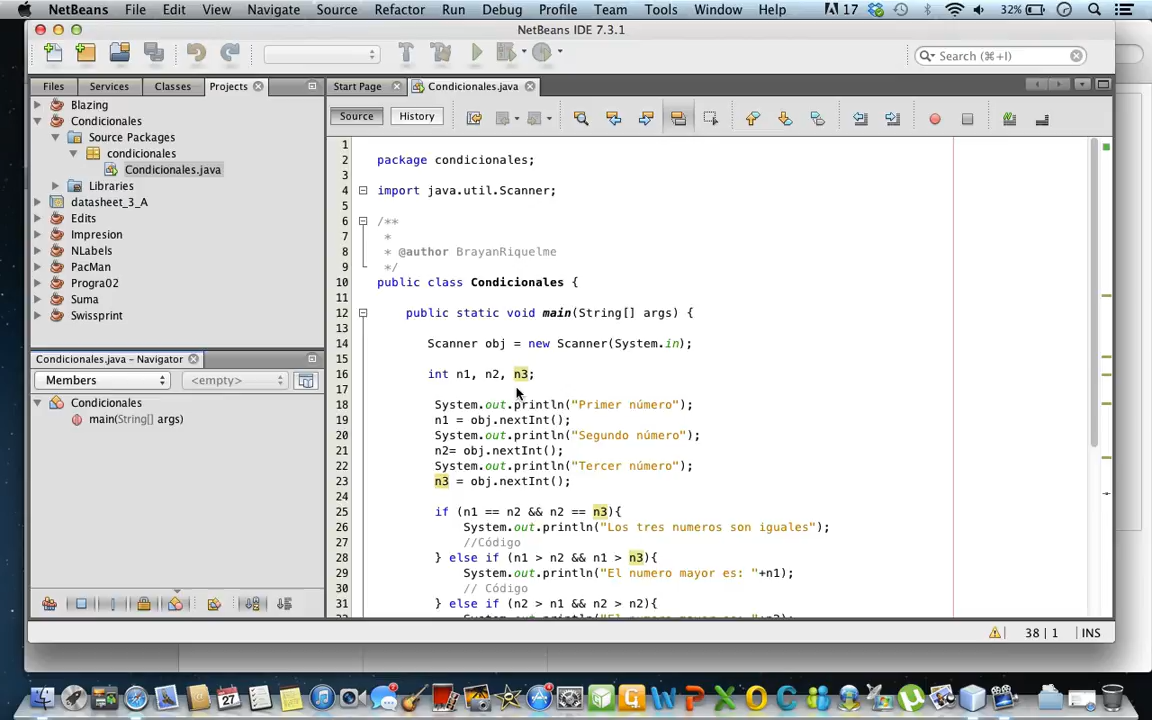 NetBeans File Edit View Navigate Source Refactor Run Debug Profile Team Tools Window Help 17 32%
NetBeans IDE 7.3.1
Search (⌘+I)
Files Services Classes Projects Start Page Condicionales.java
Source History
Blazing
Condicionales
Source Packages
condicionales
Condicionales.java
Libraries
datasheet_3_A
Edits
Impresion
NLabels
PacMan
Progra02
Suma
Swissprint
Condicionales.java - Navigator
Members <empty>
Condicionales
main(String[] args)
1
2 package condicionales;
3
4 import java.util.Scanner;
5
6 /**
7 *
8 * @author BrayanRiquelme
9 */
10 public class Condicionales {
11
12 public static void main(String[] args) {
13
14 Scanner obj = new Scanner(System.in);
15
16 int n1, n2, n3;
17
18 System.out.println("Primer número");
19 n1 = obj.nextInt();
20 System.out.println("Segundo número");
21 n2= obj.nextInt();
22 System.out.println("Tercer número");
23 n3 = obj.nextInt();
24
25 if (n1 == n2 && n2 == n3){
26 System.out.println("Los tres numeros son iguales");
27 //Código
28 } else if (n1 > n2 && n1 > n3){
29 System.out.println("El numero mayor es: "+n1);
30 // Código
31 } else if (n2 > n1 && n2 > n2){
38 | 1 INS
27